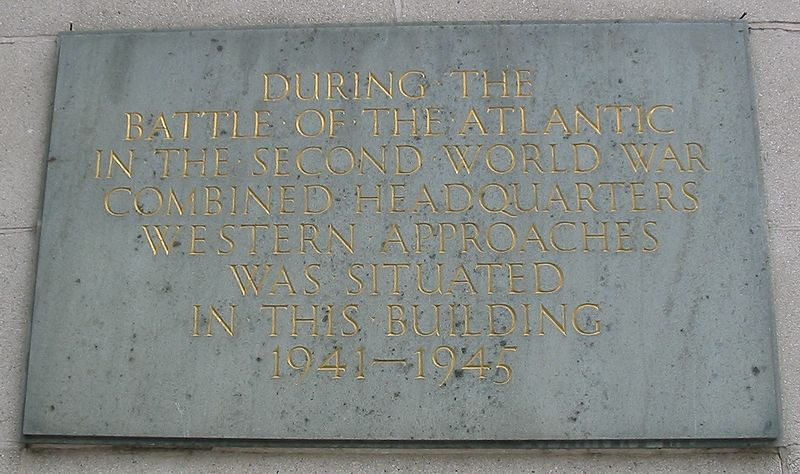 DURING · THE
BATTLE · OF · THE · ATLANTIC
IN · THE · SECOND · WORLD · WAR
COMBINED · HEADQUARTERS
WESTERN · APPROACHES
WAS · SITUATED
IN · THIS · BUILDING
1941—1945